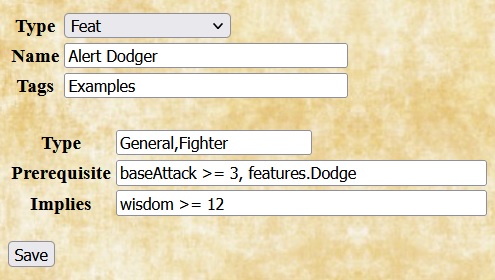 Type Feat
Name Alert Dodger
Tags Examples
Type General,Fighter
Prerequisite baseAttack >= 3, features.Dodge
Implies wisdom >= 12
Save